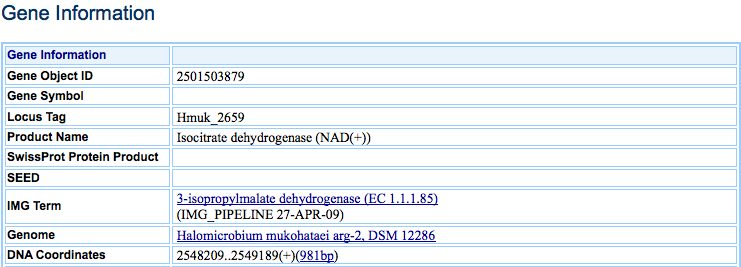 Gene Information
Gene Information
Gene Object ID 2501503879
Gene Symbol
Locus Tag Hmuk_2659
Product Name Isocitrate dehydrogenase (NAD(+))
SwissProt Protein Product
SEED
IMG Term 3-isopropylmalate dehydrogenase (EC 1.1.1.85)
(IMG_PIPELINE 27-APR-09)
Genome Halomicrobium mukohataei arg-2, DSM 12286
DNA Coordinates 2548209..2549189(+)(981bp)